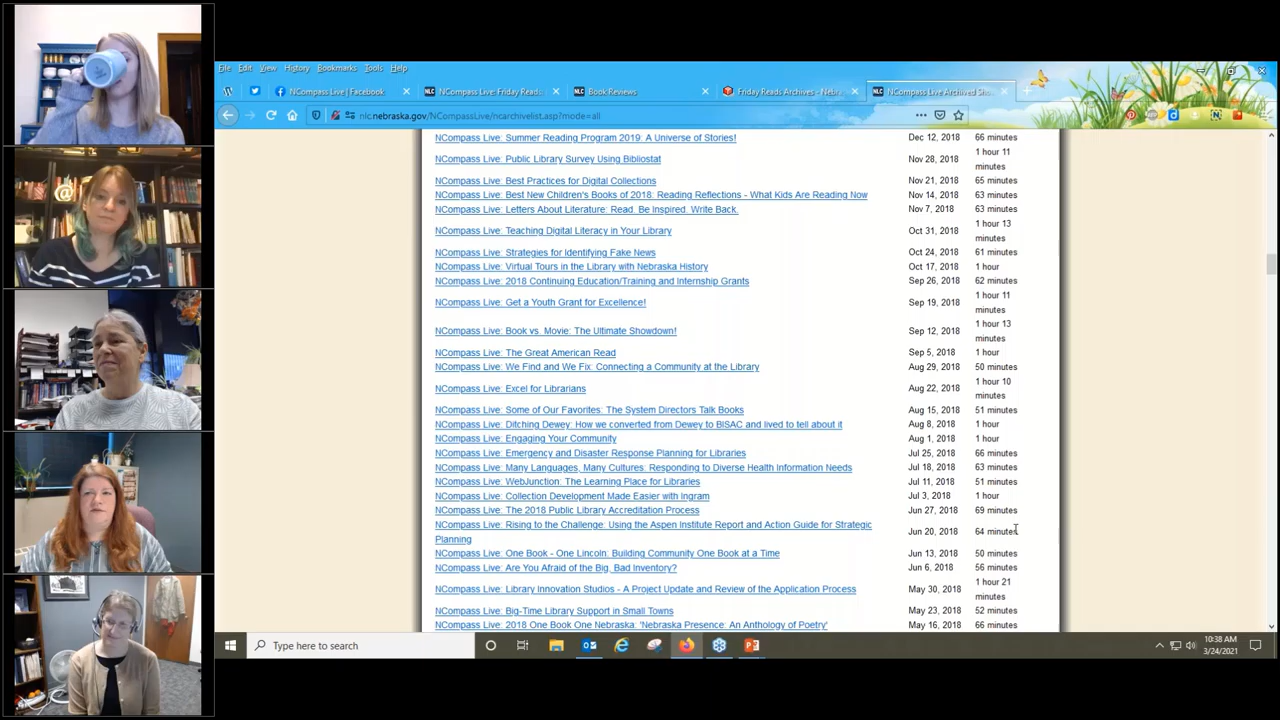 File Edit View History Bookmarks Tools Help
NCompass Live | Facebook
NLC NCompass Live: Friday Reads
NLC Book Reviews
Friday Reads Archives - Nebr
NLC NCompass Live Archived Sh
nlc.nebraska.gov/NCompassLive/ncarchivelist.asp?mode=all
NCompass Live: Summer Reading Program 2019: A Universe of Stories! Dec 12, 2018 66 minutes
NCompass Live: Public Library Survey Using Bibliostat Nov 28, 2018 1 hour 11 minutes
NCompass Live: Best Practices for Digital Collections Nov 21, 2018 65 minutes
NCompass Live: Best New Children's Books of 2018: Reading Reflections - What Kids Are Reading Now Nov 14, 2018 63 minutes
NCompass Live: Letters About Literature: Read. Be Inspired. Write Back. Nov 7, 2018 63 minutes
NCompass Live: Teaching Digital Literacy in Your Library Oct 31, 2018 1 hour 13 minutes
NCompass Live: Strategies for Identifying Fake News Oct 24, 2018 61 minutes
NCompass Live: Virtual Tours in the Library with Nebraska History Oct 17, 2018 1 hour
NCompass Live: 2018 Continuing Education/Training and Internship Grants Sep 26, 2018 62 minutes
NCompass Live: Get a Youth Grant for Excellence! Sep 19, 2018 1 hour 11 minutes
NCompass Live: Book vs. Movie: The Ultimate Showdown! Sep 12, 2018 1 hour 13 minutes
NCompass Live: The Great American Read Sep 5, 2018 1 hour
NCompass Live: We Find and We Fix: Connecting a Community at the Library Aug 29, 2018 50 minutes
NCompass Live: Excel for Librarians Aug 22, 2018 1 hour 10 minutes
NCompass Live: Some of Our Favorites: The System Directors Talk Books Aug 15, 2018 51 minutes
NCompass Live: Ditching Dewey: How we converted from Dewey to BISAC and lived to tell about it Aug 8, 2018 1 hour
NCompass Live: Engaging Your Community Aug 1, 2018 1 hour
NCompass Live: Emergency and Disaster Response Planning for Libraries Jul 25, 2018 66 minutes
NCompass Live: Many Languages, Many Cultures: Responding to Diverse Health Information Needs Jul 18, 2018 63 minutes
NCompass Live: WebJunction: The Learning Place for Libraries Jul 11, 2018 51 minutes
NCompass Live: Collection Development Made Easier with Ingram Jul 3, 2018 1 hour
NCompass Live: The 2018 Public Library Accreditation Process Jun 27, 2018 69 minutes
NCompass Live: Rising to the Challenge: Using the Aspen Institute Report and Action Guide for Strategic
Planning Jun 20, 2018 64 minutes
NCompass Live: One Book - One Lincoln: Building Community One Book at a Time Jun 13, 2018 50 minutes
NCompass Live: Are You Afraid of the Big, Bad Inventory? Jun 6, 2018 56 minutes
NCompass Live: Library Innovation Studios - A Project Update and Review of the Application Process May 30, 2018 1 hour 21 minutes
NCompass Live: Big-Time Library Support in Small Towns May 23, 2018 52 minutes
NCompass Live: 2018 One Book One Nebraska: 'Nebraska Presence: An Anthology of Poetry' May 16, 2018 66 minutes
Type here to search
10:38 AM
3/24/2021